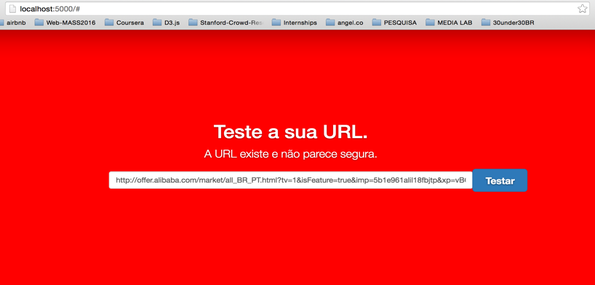 localhost:5000/#
airbnb Web-MASS2016 Coursera D3.js Stanford-Crowd-Res Internships angel.co PESQUISA MEDIA LAB 30under30BR
Teste a sua URL.
A URL existe e não parece segura.
http://offer.alibaba.com/market/all_BR_PT.html?tv=1&isFeature=true&imp=5b1e961alil18fbjtp&xp=vB
Testar